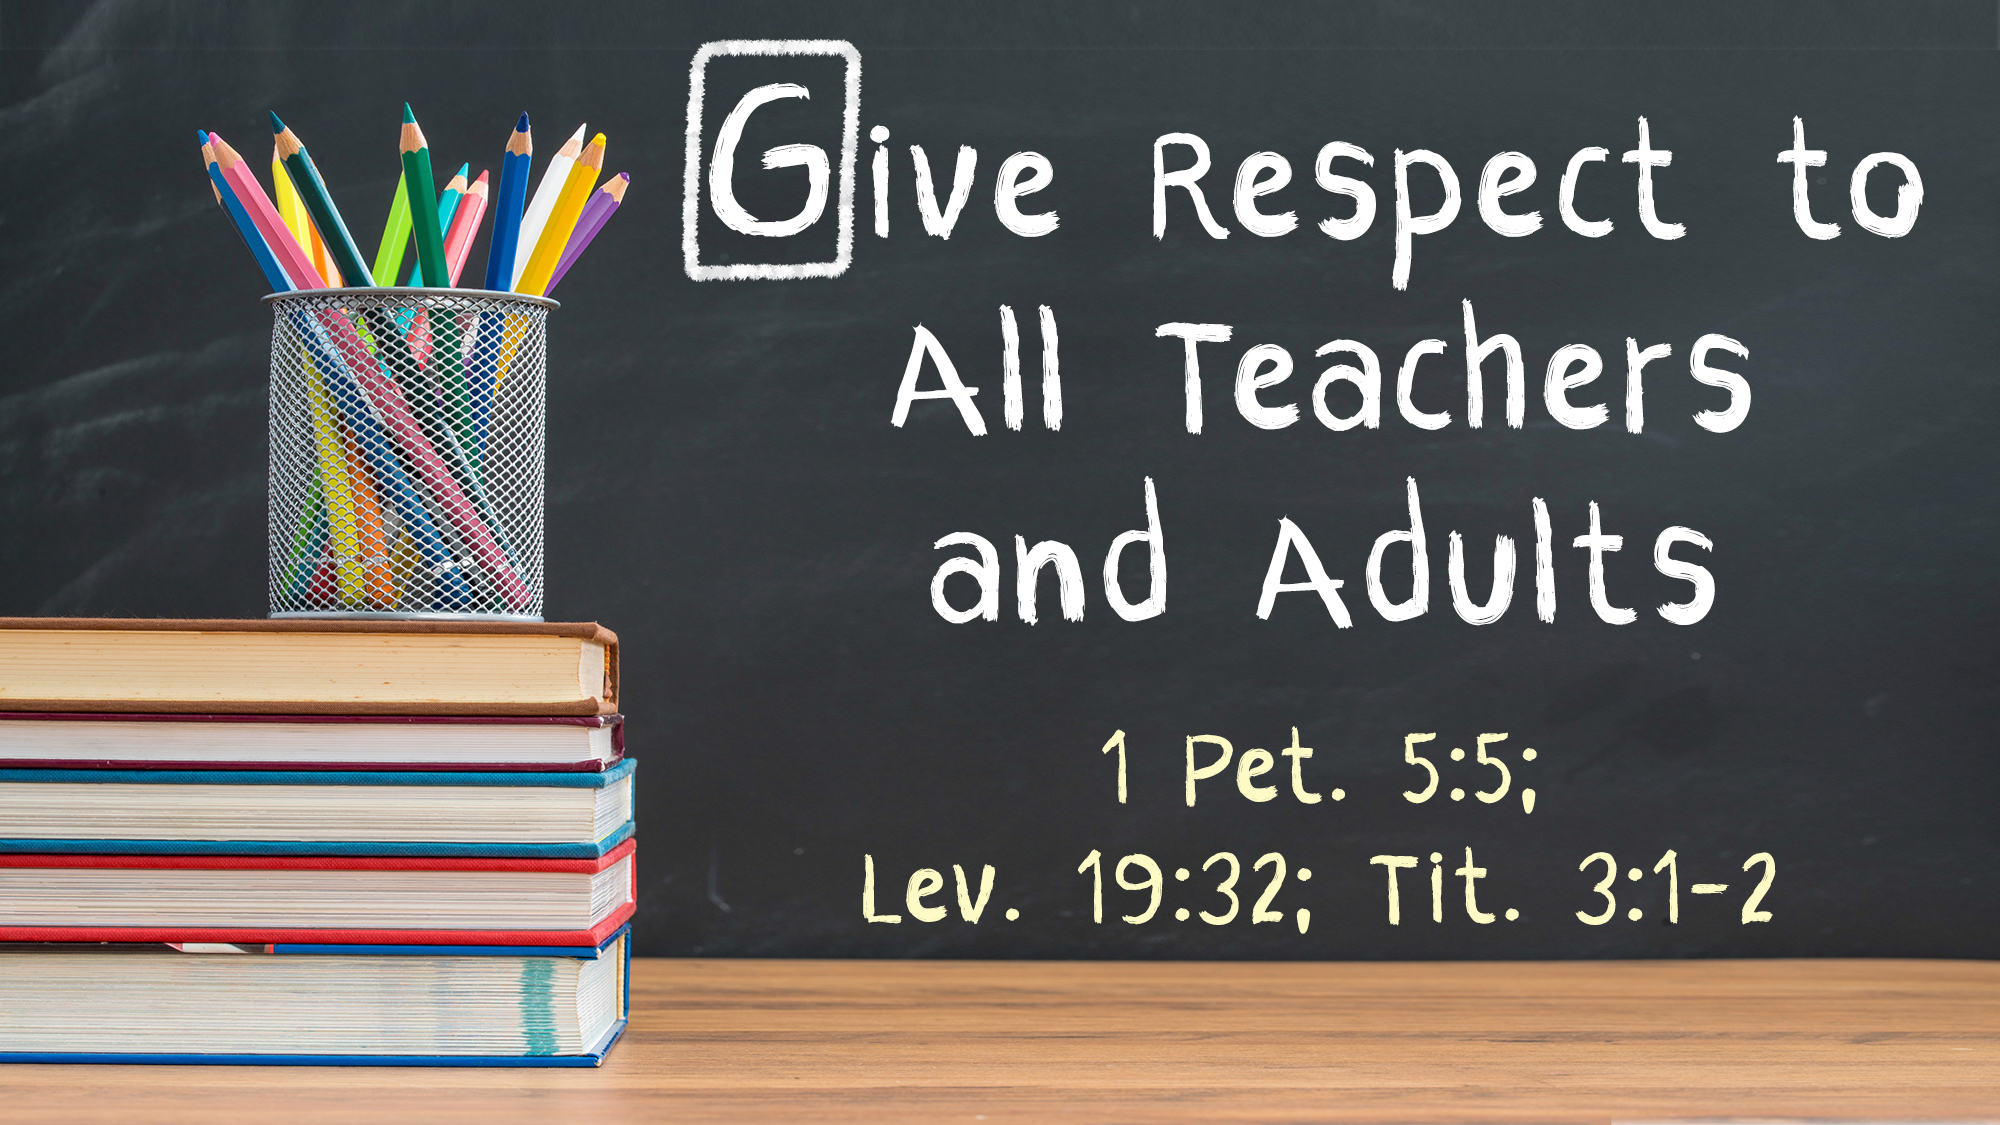 Give Respect to
All Teachers
and Adults
1 Pet. 5:5;
Lev. 19:32; Tit. 3:1-2